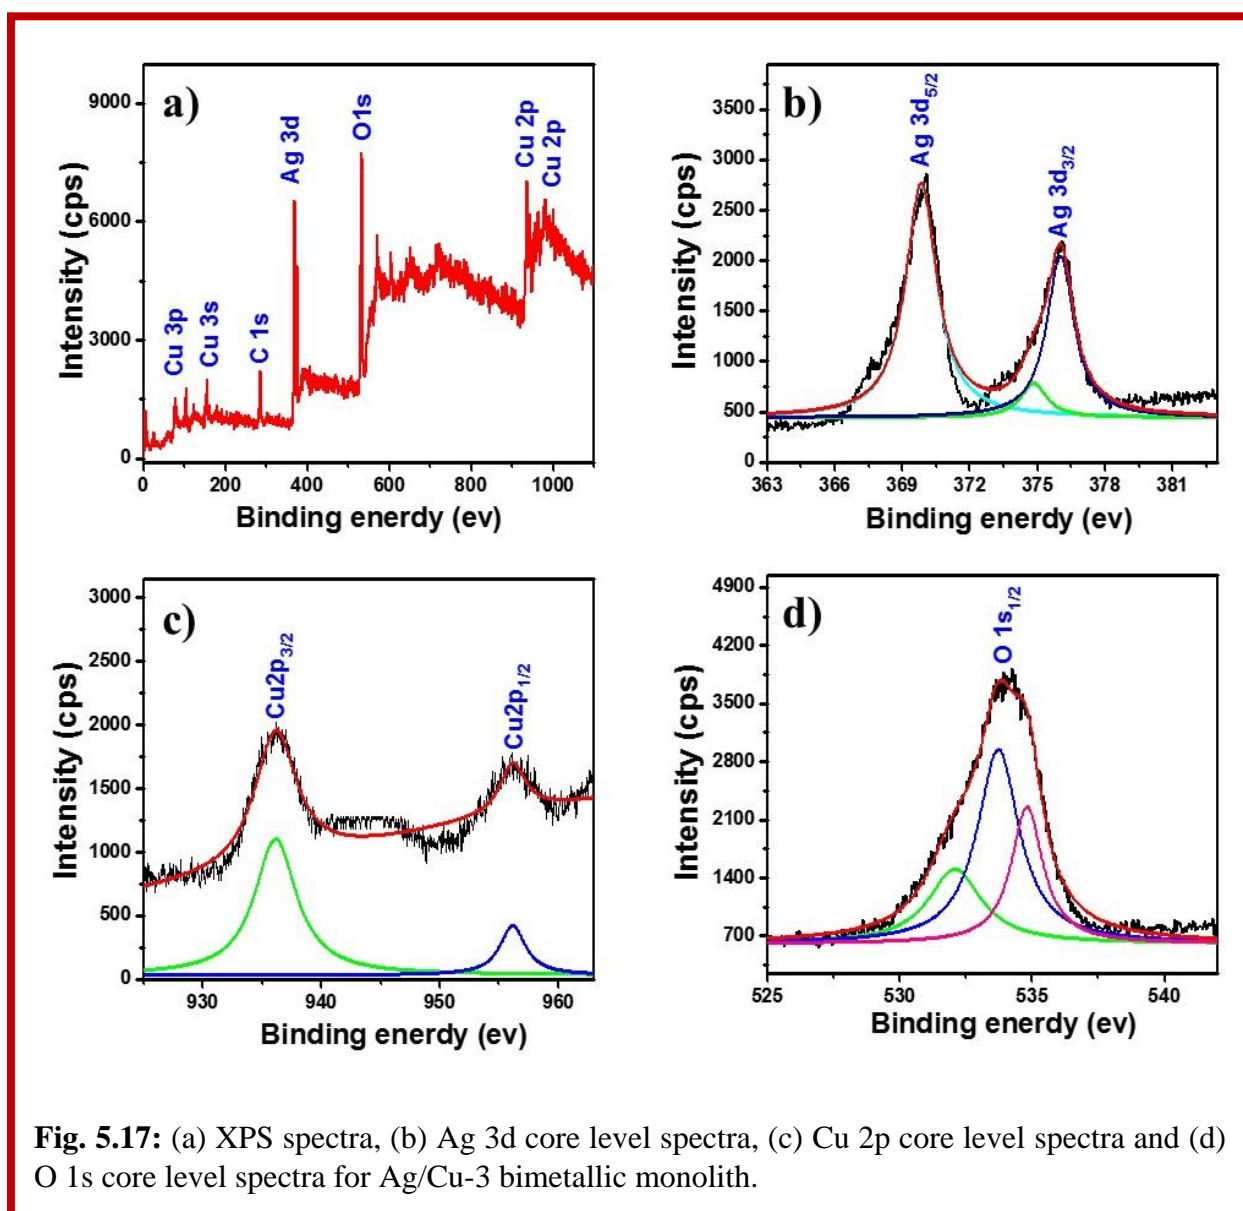 a)
Intensity (cps)
9000
6000
3000
0
Cu 3p
Cu 3s
C 1s
Ag 3d
O1s
Cu 2p
Cu 2p
0 200 400 600 800 1000
Binding enerdy (ev)
b)
Intensity (cps)
3500
3000
2500
2000
1500
1000
500
0
Ag 3d5/2
Ag 3d3/2
363 366 369 372 375 378 381
Binding enerdy (ev)
c)
Intensity (cps)
3000
2500
2000
1500
1000
500
0
Cu2p3/2
Cu2p1/2
930 940 950 960
Binding enerdy (ev)
d)
Intensity (cps)
4900
4200
3500
2800
2100
1400
700
O 1s1/2
525 530 535 540
Binding enerdy (ev)
Fig. 5.17: (a) XPS spectra, (b) Ag 3d core level spectra, (c) Cu 2p core level spectra and (d)
O 1s core level spectra for Ag/Cu-3 bimetallic monolith.